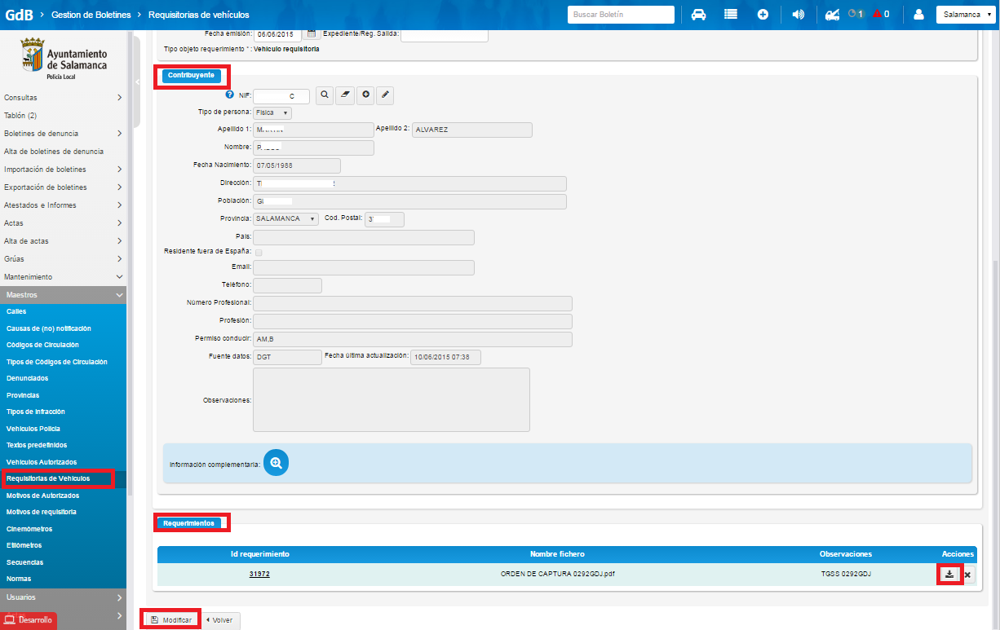 GdB > Gestion de Boletines > Requisitorias de vehículos Buscar Boletín 1 0 Salamanca
Ayuntamiento
de Salamanca
Policía Local
Consultas
Tablón (2)
Boletines de denuncia
Alta de boletines de denuncia
Importación de boletines
Exportación de boletines
Atestados e Informes
Actas
Alta de actas
Grúas
Mantenimiento
Maestros
Calles
Causas de (no) notificación
Códigos de Circulación
Tipos de Códigos de Circulación
Denunciados
Provincias
Tipos de Infracción
Vehículos Policia
Textos predefinidos
Vehículos Autorizados
Requisitorias de Vehículos
Motivos de Autorizados
Motivos de requisitoria
Cinemómetros
Etilómetros
Secuencias
Normas
Usuarios
Desarrollo
Fecha emisión: 06/06/2015 Expediente/Reg. Salida:
Tipo objeto requerimiento * : Vehículo requisitoria
Contribuyente
NIF: C
Tipo de persona: Física
Apellido 1: Apellido 2: ALVAREZ
Nombre:
Fecha Nacimiento: 07/05/1988
Dirección:
Población:
Provincia: SALAMANCA Cod. Postal: 3
País:
Residente fuera de España:
Email:
Teléfono:
Número Profesional:
Profesión:
Permiso conducir: AM,B
Fuente datos: DGT Fecha última actualización: 10/06/2015 07:38
Observaciones:
Información complementaria:
Requerimientos
Id requerimiento Nombre fichero Observaciones Acciones
31972 ORDEN DE CAPTURA 0292GDJ.pdf TGSS 0292GDJ
Modificar Volver